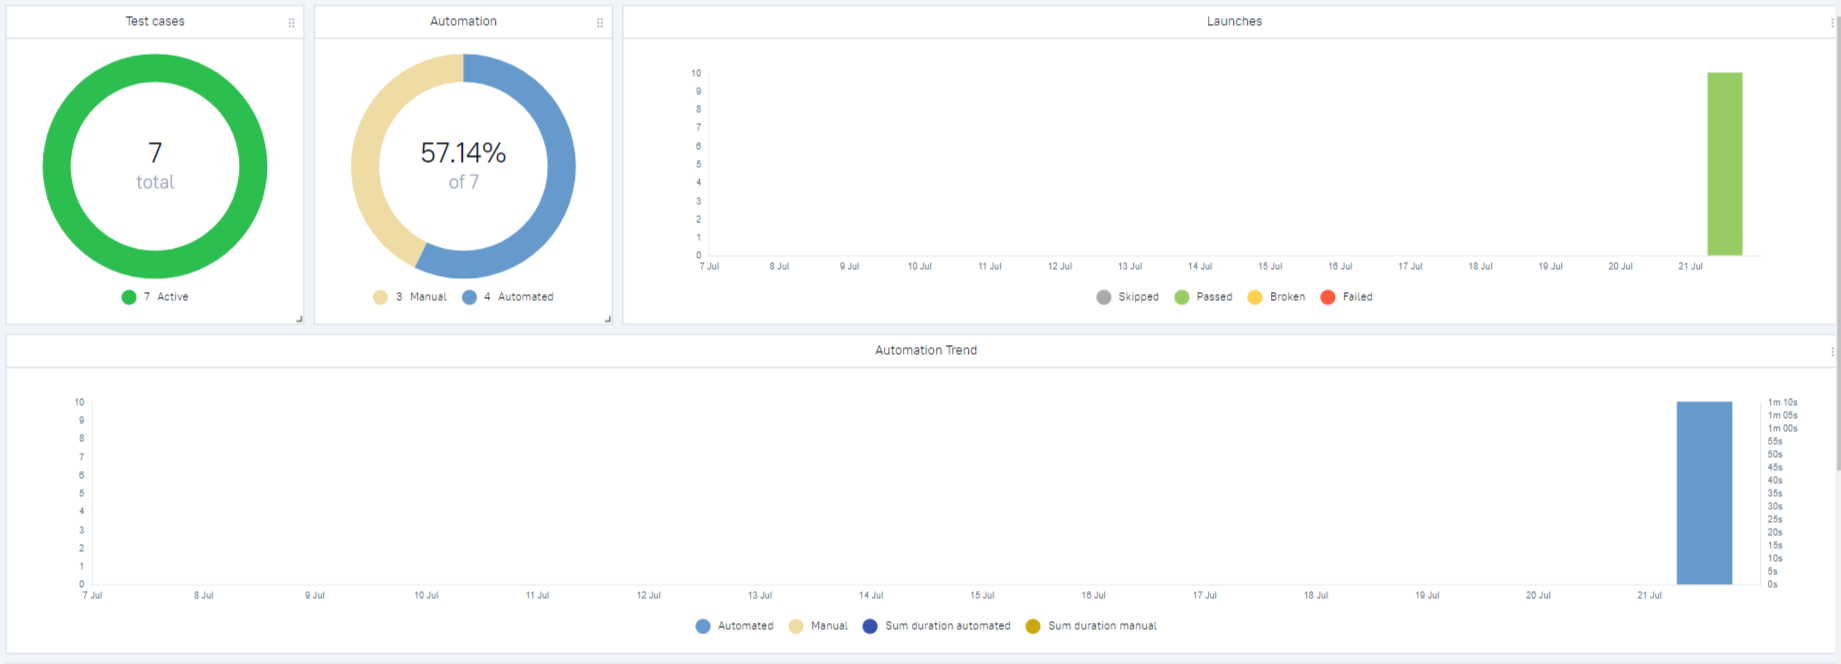 Test cases
7
total
7 Active
Automation
57.14%
of 7
3 Manual 4 Automated
Launches
10
9
8
7
6
5
4
3
2
1
0
7 Jul 8 Jul 9 Jul 10 Jul 11 Jul 12 Jul 13 Jul 14 Jul 15 Jul 16 Jul 17 Jul 18 Jul 19 Jul 20 Jul 21 Jul
Skipped Passed Broken Failed
Automation Trend
10
9
8
7
6
5
4
3
2
1
0
1m 10s
1m 05s
1m 00s
55s
50s
45s
40s
35s
30s
25s
20s
15s
10s
5s
0s
7 Jul 8 Jul 9 Jul 10 Jul 11 Jul 12 Jul 13 Jul 14 Jul 15 Jul 16 Jul 17 Jul 18 Jul 19 Jul 20 Jul 21 Jul
Automated Manual Sum duration automated Sum duration manual